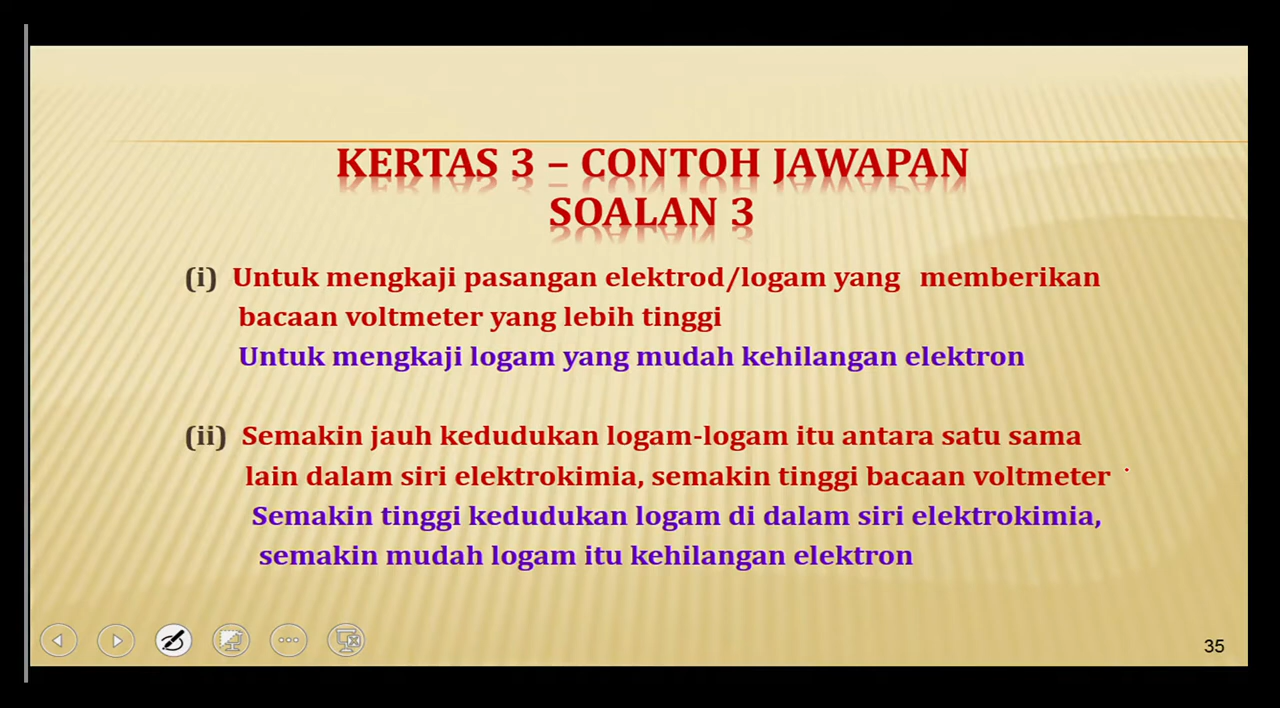 KERTAS 3 – CONTOH JAWAPAN
SOALAN 3
(i) Untuk mengkaji pasangan elektrod/logam yang memberikan
bacaan voltmeter yang lebih tinggi
Untuk mengkaji logam yang mudah kehilangan elektron
(ii) Semakin jauh kedudukan logam-logam itu antara satu sama
lain dalam siri elektrokimia, semakin tinggi bacaan voltmeter
Semakin tinggi kedudukan logam di dalam siri elektrokimia,
semakin mudah logam itu kehilangan elektron
35